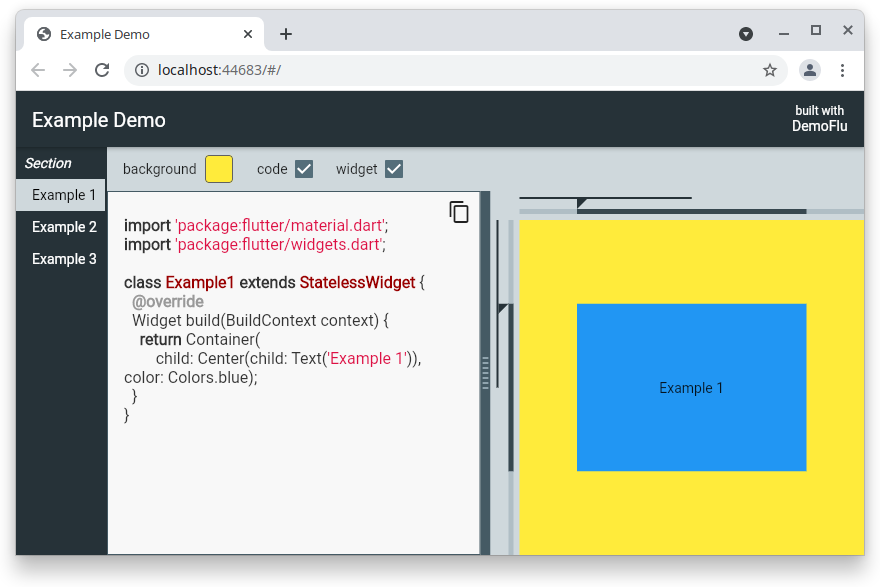 Example Demo
localhost:44683/#/
Example Demo
built with
DemoFlu
Section
Example 1
Example 2
Example 3
background
code
widget
import 'package:flutter/material.dart';
import 'package:flutter/widgets.dart';
class Example1 extends StatelessWidget {
@override
Widget build(BuildContext context) {
return Container(
child: Center(child: Text('Example 1')),
color: Colors.blue);
}
}
Example 1